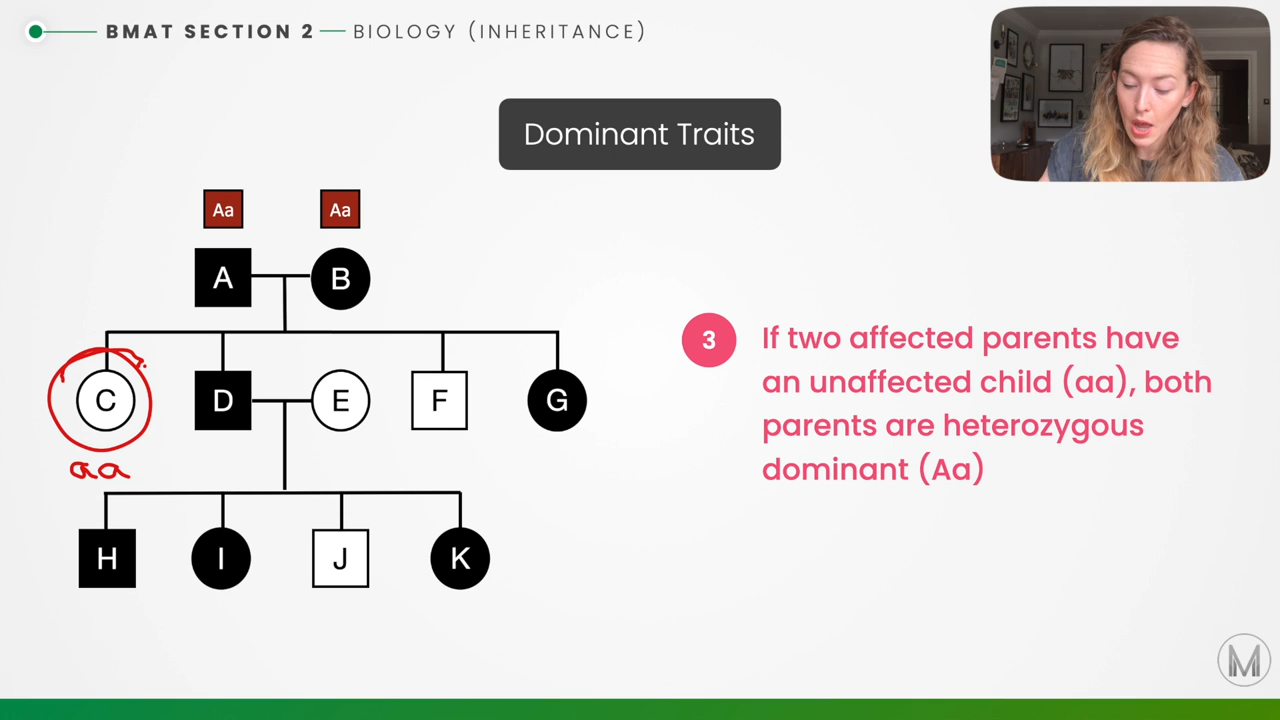 BMAT SECTION 2 — BIOLOGY (INHERITANCE)
Dominant Traits
Aa Aa
A B
C D E F G
aa
H I J K
3
If two affected parents have
an unaffected child (aa), both
parents are heterozygous
dominant (Aa)
M